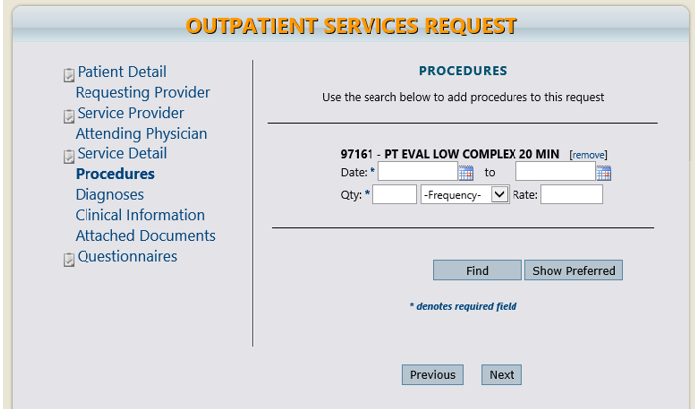 OUTPATIENT SERVICES REQUEST
Patient Detail
Requesting Provider
Service Provider
Attending Physician
Service Detail
Procedures
Diagnoses
Clinical Information
Attached Documents
Questionnaires
PROCEDURES
Use the search below to add procedures to this request
97161 - PT EVAL LOW COMPLEX 20 MIN [remove]
Date: * to
Qty: * -Frequency- Rate:
Find Show Preferred
* denotes required field
Previous Next